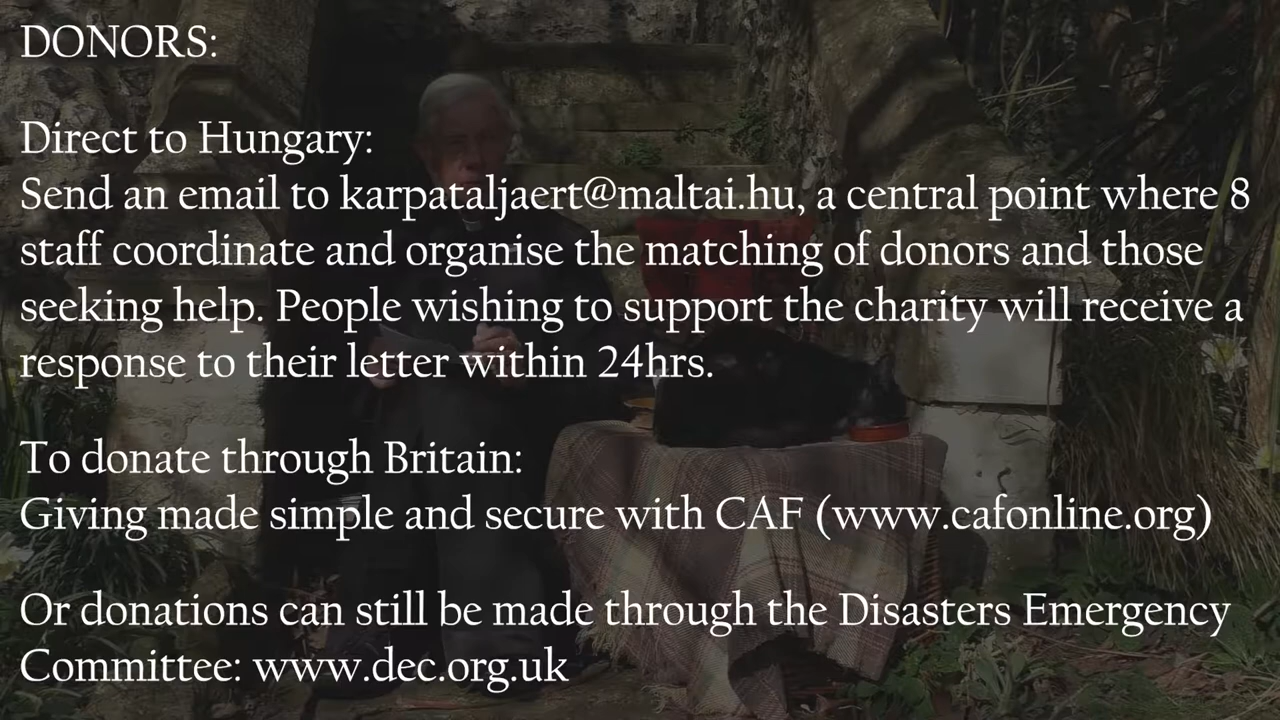 DONORS:
Direct to Hungary:
Send an email to karpataljaert@maltai.hu, a central point where 8
staff coordinate and organise the matching of donors and those
seeking help. People wishing to support the charity will receive a
response to their letter within 24hrs.
To donate through Britain:
Giving made simple and secure with CAF (www.cafonline.org)
Or donations can still be made through the Disasters Emergency
Committee: www.dec.org.uk